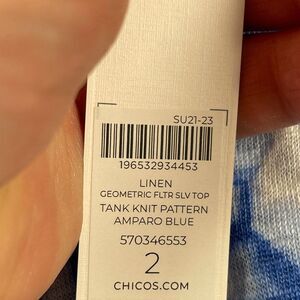 SU21-23
196532934453
LINEN
GEOMETRIC FLTR SLV TOP
TANK KNIT PATTERN
AMPARO BLUE
570346553
2
CHICOS.COM